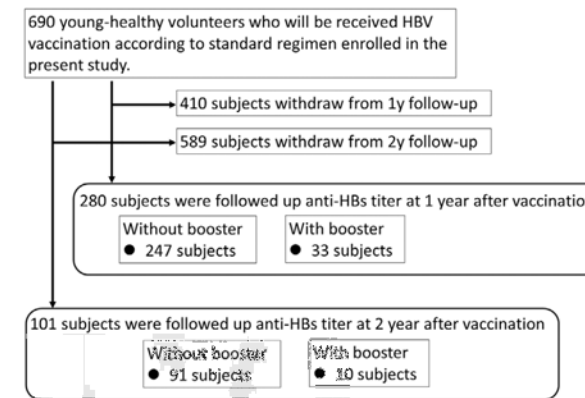 690 young-healthy volunteers who will be received HBV
vaccination according to standard regimen enrolled in the
present study.
410 subjects withdraw from 1y follow-up
589 subjects withdraw from 2y follow-up
280 subjects were followed up anti-HBs titer at 1 year after vaccinatio
Without booster
● 247 subjects
With booster
● 33 subjects
101 subjects were followed up anti-HBs titer at 2 year after vaccination
Without booster
● 91 subjects
With booster
● 10 subjects